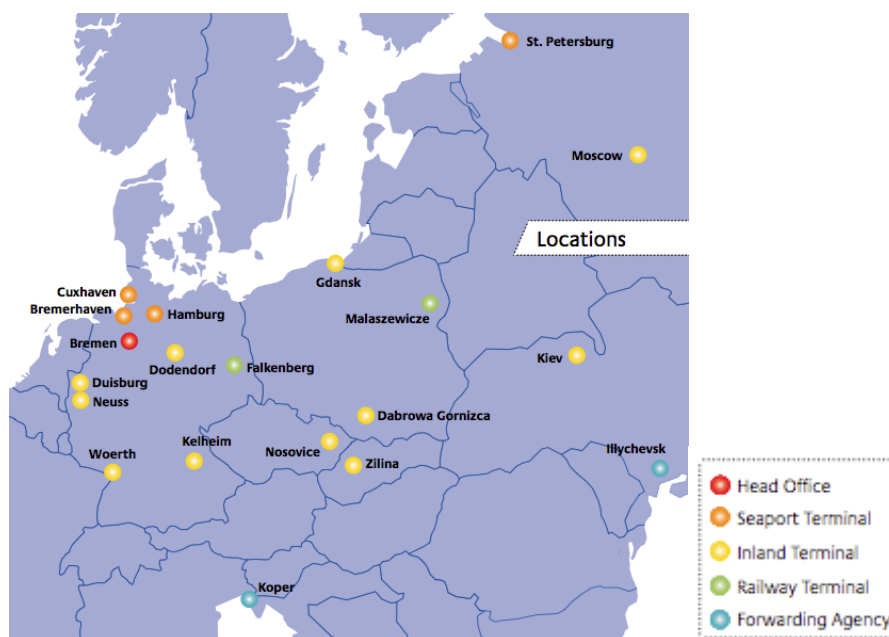 St. Petersburg
Moscow
Locations
Gdansk
Cuxhaven
Bremerhaven
Hamburg
Malaszewicze
Bremen
Dodendorf
Falkenberg
Kiev
Duisburg
Neuss
Dabrowa Gornizca
Kelheim
Nosovice
Woerth
Zilina
Illychevsk
Koper
Head Office
Seaport Terminal
Inland Terminal
Railway Terminal
Forwarding Agency